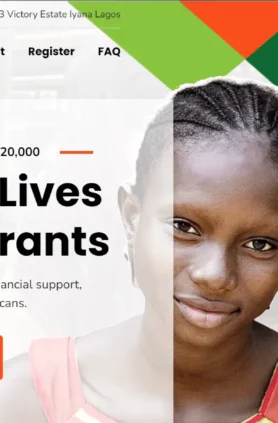 3 Victory Estate Iyana Lagos
t Register FAQ
20,000
Lives
rants
ancial support,
cans.